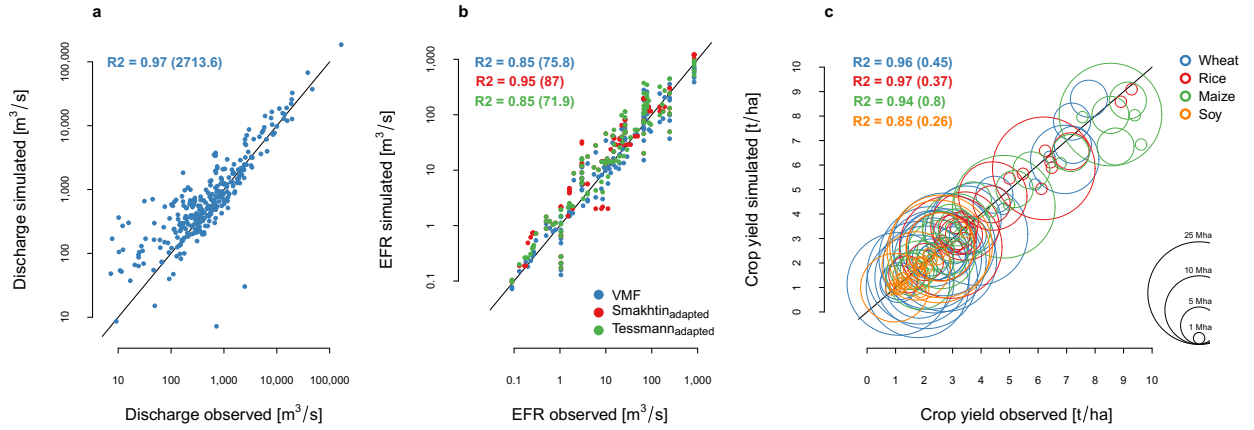 a
R2 = 0.97 (2713.6)
Discharge simulated [m³/s]
100,000
10,000
1,000
100
10
10 100 1,000 10,000 100,000
Discharge observed [m³/s]
b
R2 = 0.85 (75.8)
R2 = 0.95 (87)
R2 = 0.85 (71.9)
EFR simulated [m³/s]
1,000
100
10
1
0.1
VMF
Smakhtin adapted
Tessmann adapted
0.1 1 10 100 1,000
EFR observed [m³/s]
c
R2 = 0.96 (0.45)
R2 = 0.97 (0.37)
R2 = 0.94 (0.8)
R2 = 0.85 (0.26)
Crop yield simulated [t/ha]
10
9
8
7
6
5
4
3
2
1
0
0 1 2 3 4 5 6 7 8 9 10
Crop yield observed [t/ha]
Wheat
Rice
Maize
Soy
25 Mha
10 Mha
5 Mha
1 Mha